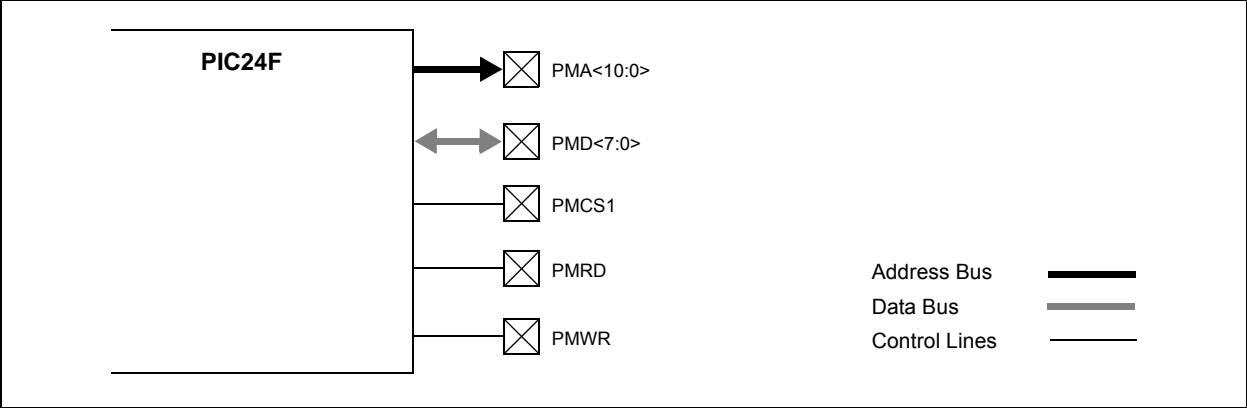 PIC24F
PMA<10:0>
PMD<7:0>
PMCS1
PMRD
PMWR
Address Bus
Data Bus
Control Lines